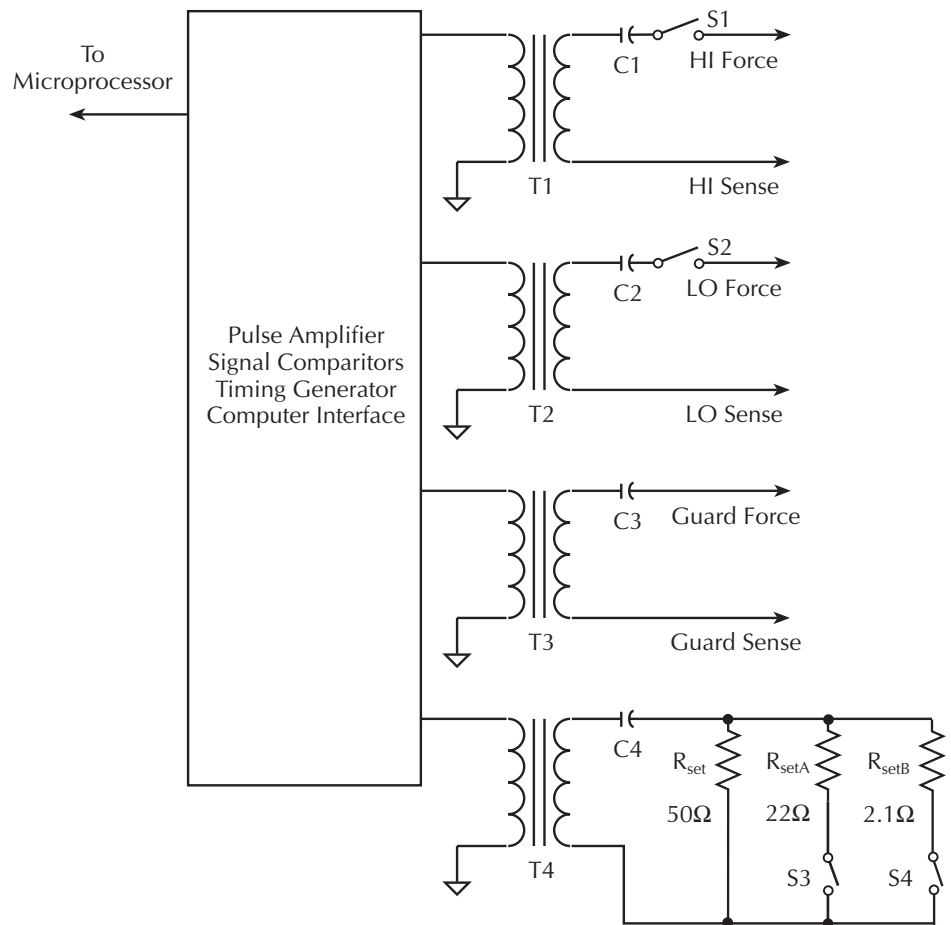 To
Microprocessor
Pulse Amplifier
Signal Comparitors
Timing Generator
Computer Interface
S1
C1
HI Force
T1
HI Sense
S2
C2
LO Force
T2
LO Sense
C3
Guard Force
T3
Guard Sense
C4
T4
Rset
50Ω
RsetA
22Ω
RsetB
2.1Ω
S3
S4